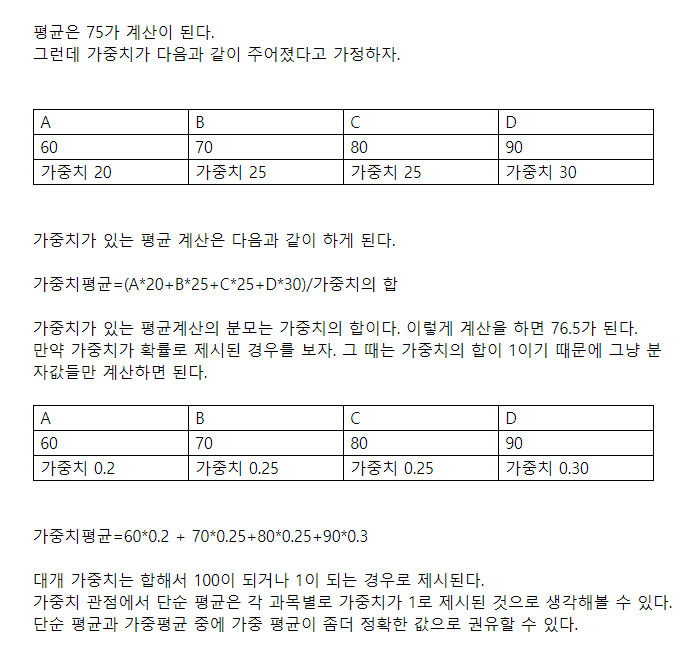 평균은 75가 계산이 된다.
그런데 가중치가 다음과 같이 주어졌다고 가정하자.
A B C D
60 70 80 90
가중치 20 가중치 25 가중치 25 가중치 30
가중치가 있는 평균 계산은 다음과 같이 하게 된다.
가중치평균=(A*20+B*25+C*25+D*30)/가중치의 합
가중치가 있는 평균계산의 분모는 가중치의 합이다. 이렇게 계산을 하면 76.5가 된다.
만약 가중치가 확률로 제시된 경우를 보자. 그 때는 가중치의 합이 1이기 때문에 그냥 분
자값들만 계산하면 된다.
A B C D
60 70 80 90
가중치 0.2 가중치 0.25 가중치 0.25 가중치 0.30
가중치평균=60*0.2 + 70*0.25+80*0.25+90*0.3
대개 가중치는 합해서 100이 되거나 1이 되는 경우로 제시된다.
가중치 관점에서 단순 평균은 각 과목별로 가중치가 1로 제시된 것으로 생각해볼 수 있다.
단순 평균과 가중평균 중에 가중 평균이 좀더 정확한 값으로 권유할 수 있다.